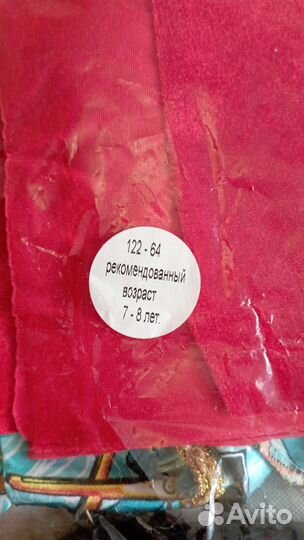 122 - 64
рекомендованный
возраст
7 - 8 лет.
Avito